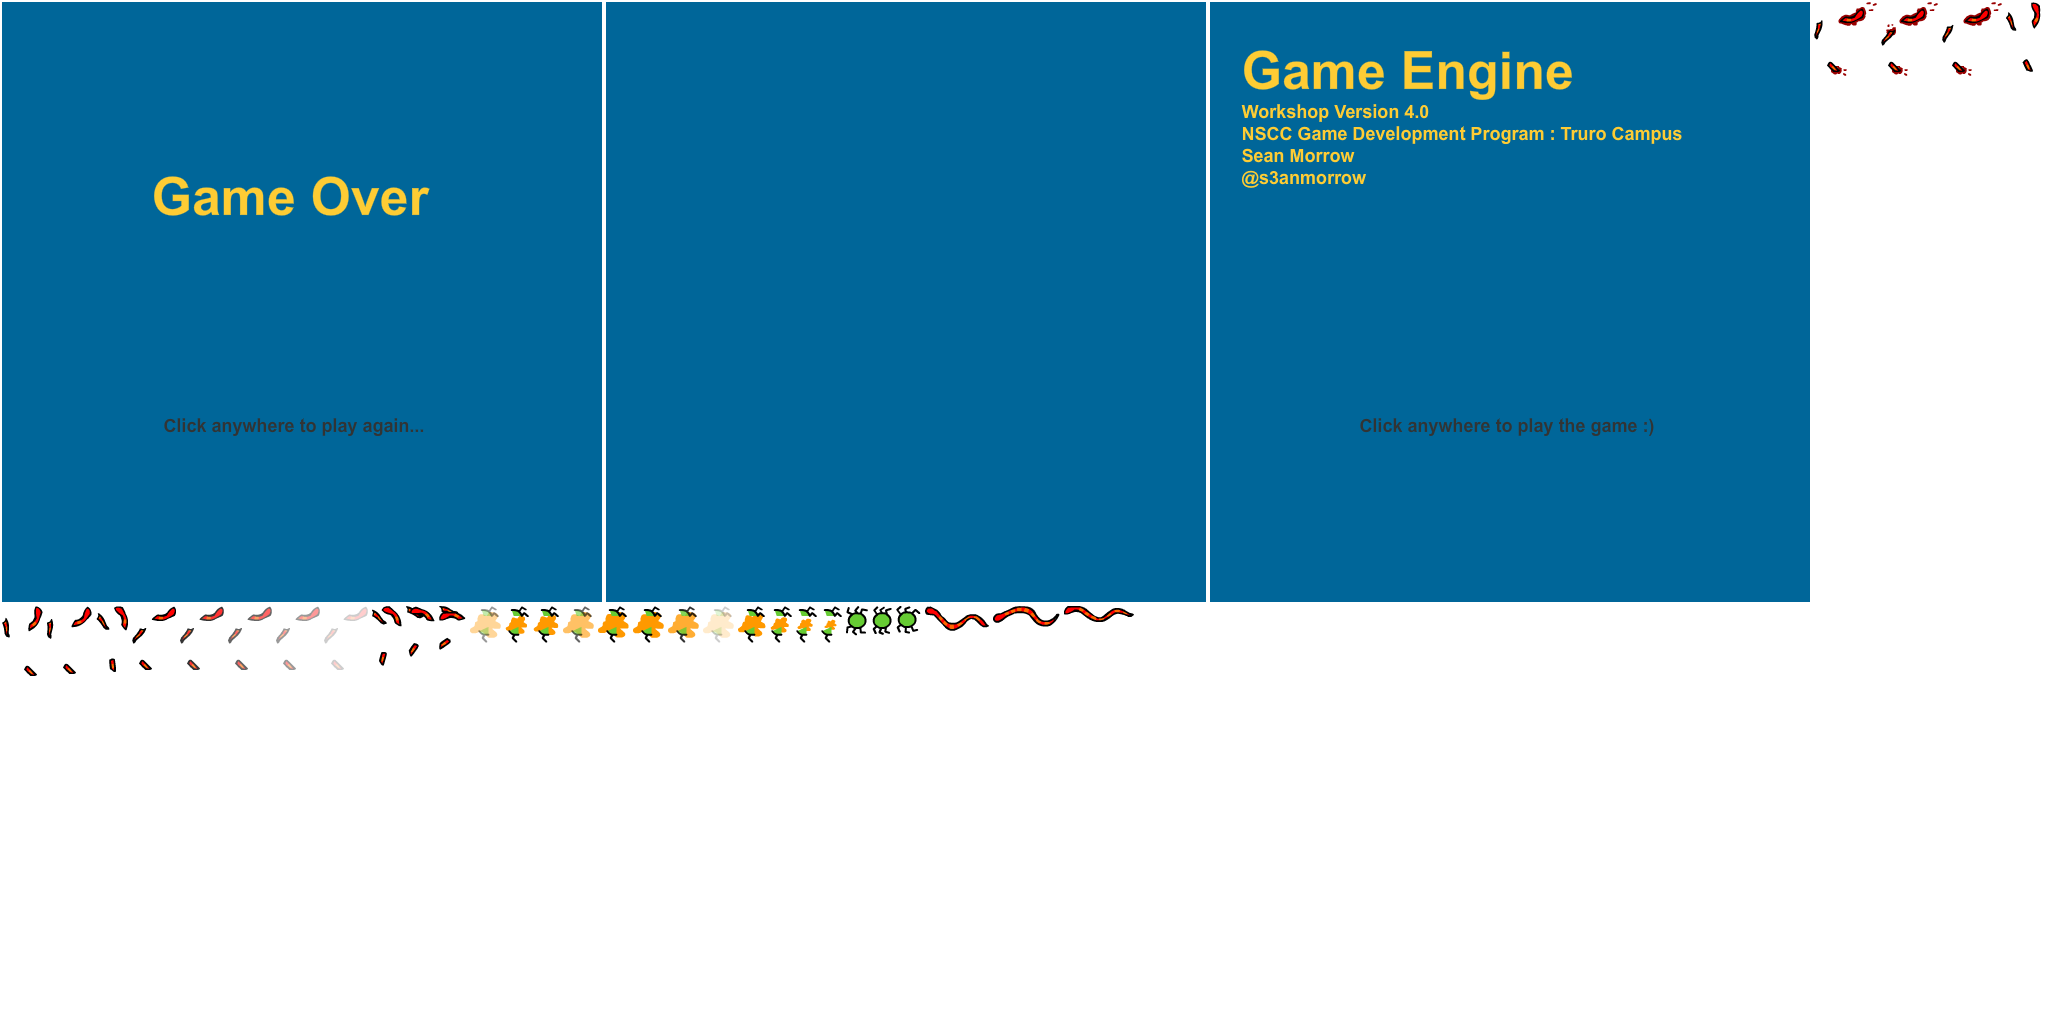 Game Over
Click anywhere to play again...
Game Engine
Workshop Version 4.0
NSCC Game Development Program : Truro Campus
Sean Morrow
@s3anmorrow
Click anywhere to play the game :)